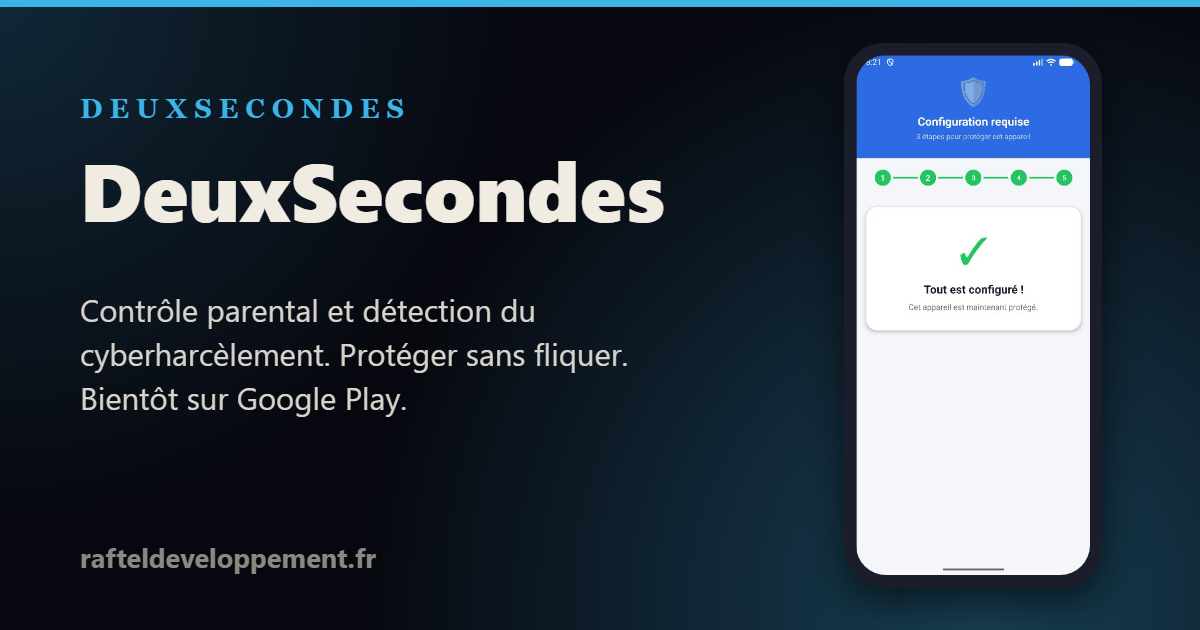 DEUXSECONDES
DeuxSecondes
Contrôle parental et détection du
cyberharcèlement. Protéger sans fliquer.
Bientôt sur Google Play.
rafteldeveloppement.fr
:21
Configuration requise
3 étapes pour protéger cet appareil
1 2 3 4 5
✓
Tout est configuré !
Cet appareil est maintenant protégé.